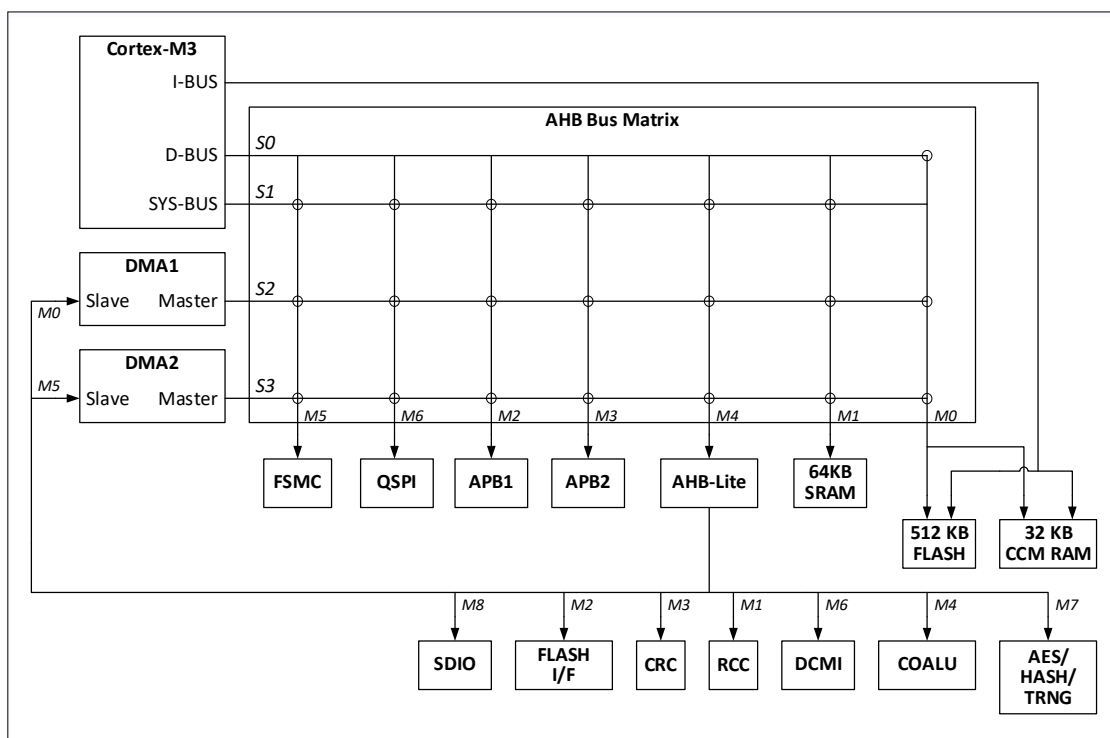 Cortex-M3
I-BUS
AHB Bus Matrix
D-BUS
S0
SYS-BUS
S1
DMA1
Slave
Master
S2
M0
DMA2
M5
Slave
Master
S3
M5
M6
M2
M3
M4
M1
M0
FSMC
QSPI
APB1
APB2
AHB-Lite
64KB
SRAM
512 KB
FLASH
32 KB
CCM RAM
M8
M2
M3
M1
M6
M4
M7
SDIO
FLASH
I/F
CRC
RCC
DCMI
COALU
AES/
HASH/
TRNG